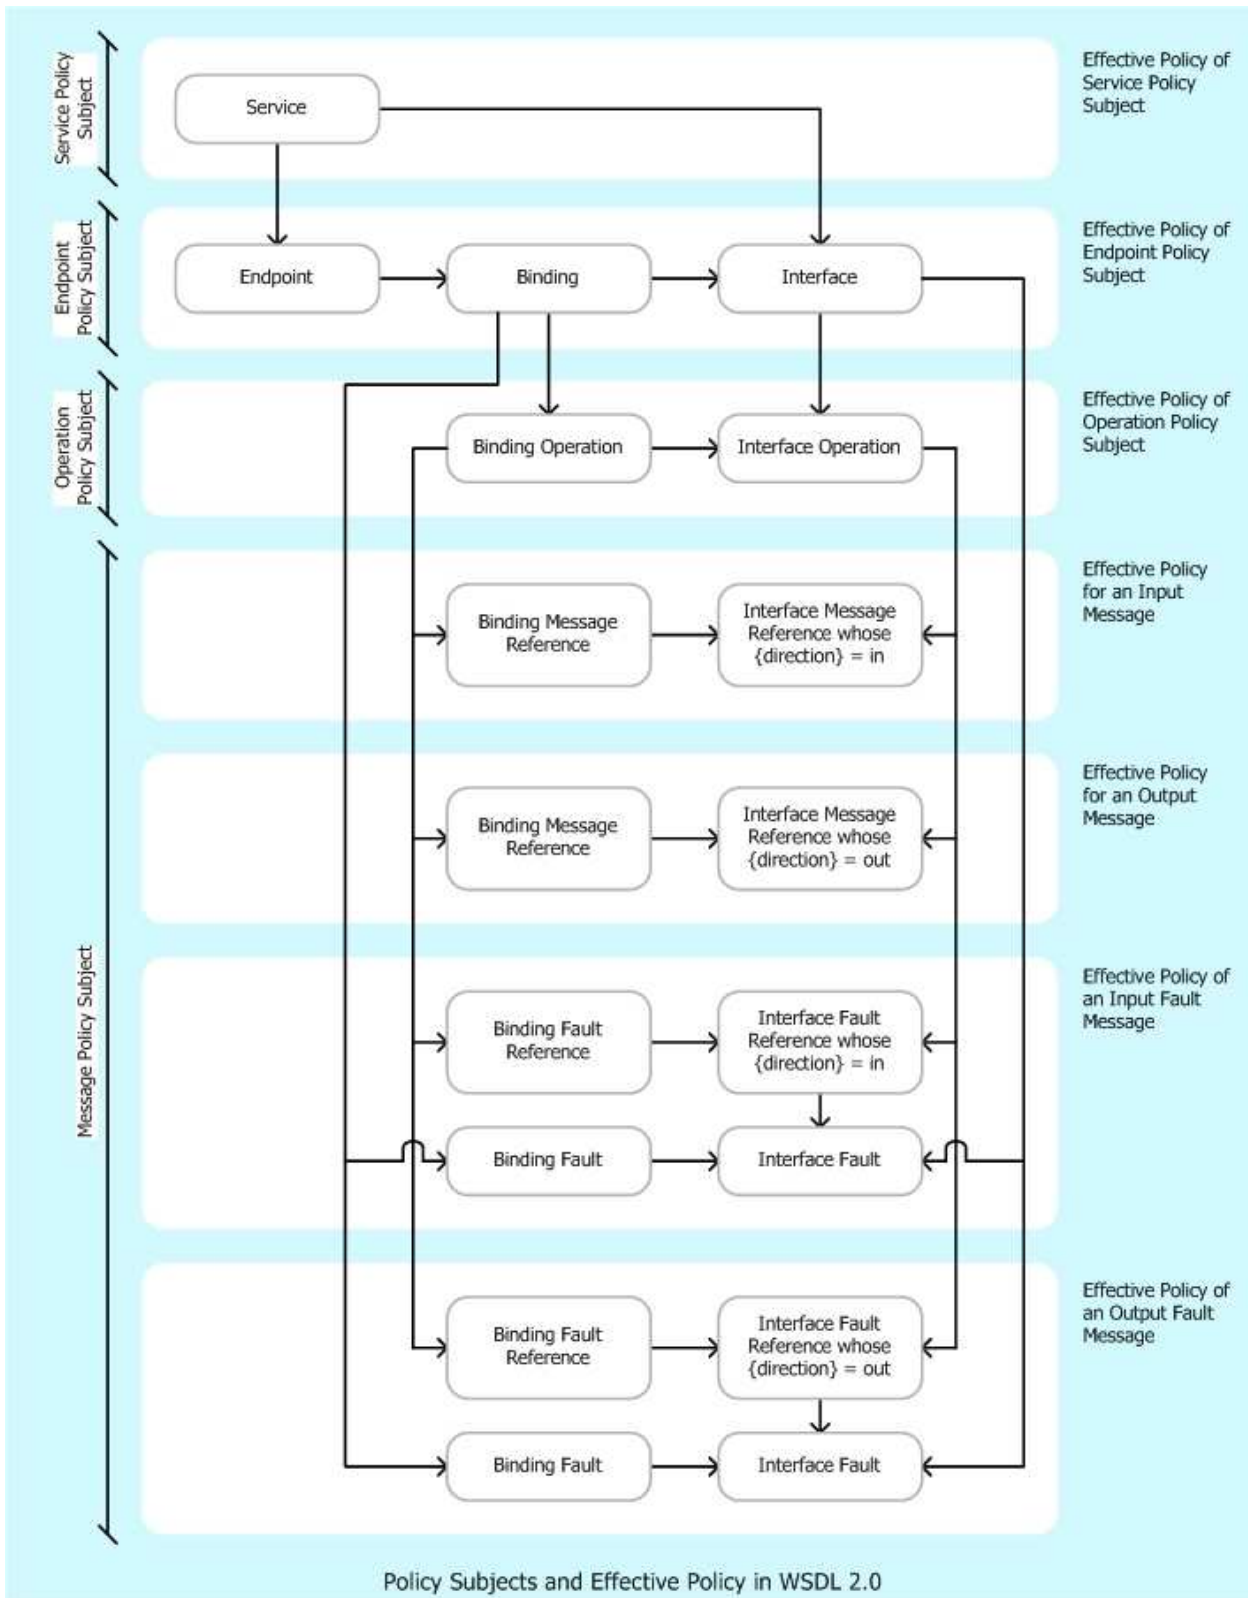 Service Policy
Subject
Service
Effective Policy of
Service Policy
Subject
Endpoint
Policy Subject
Endpoint
Binding
Interface
Effective Policy of
Endpoint Policy
Subject
Operation
Policy Subject
Binding Operation
Interface Operation
Effective Policy of
Operation Policy
Subject
Message Policy Subject
Binding Message
Reference
Interface Message
Reference whose
{direction} = in
Effective Policy
for an Input
Message
Binding Message
Reference
Interface Message
Reference whose
{direction} = out
Effective Policy
for an Output
Message
Binding Fault
Reference
Interface Fault
Reference whose
{direction} = in
Effective Policy of
an Input Fault
Message
Binding Fault
Interface Fault
Binding Fault
Reference
Interface Fault
Reference whose
{direction} = out
Effective Policy of
an Output Fault
Message
Binding Fault
Interface Fault
Policy Subjects and Effective Policy in WSDL 2.0